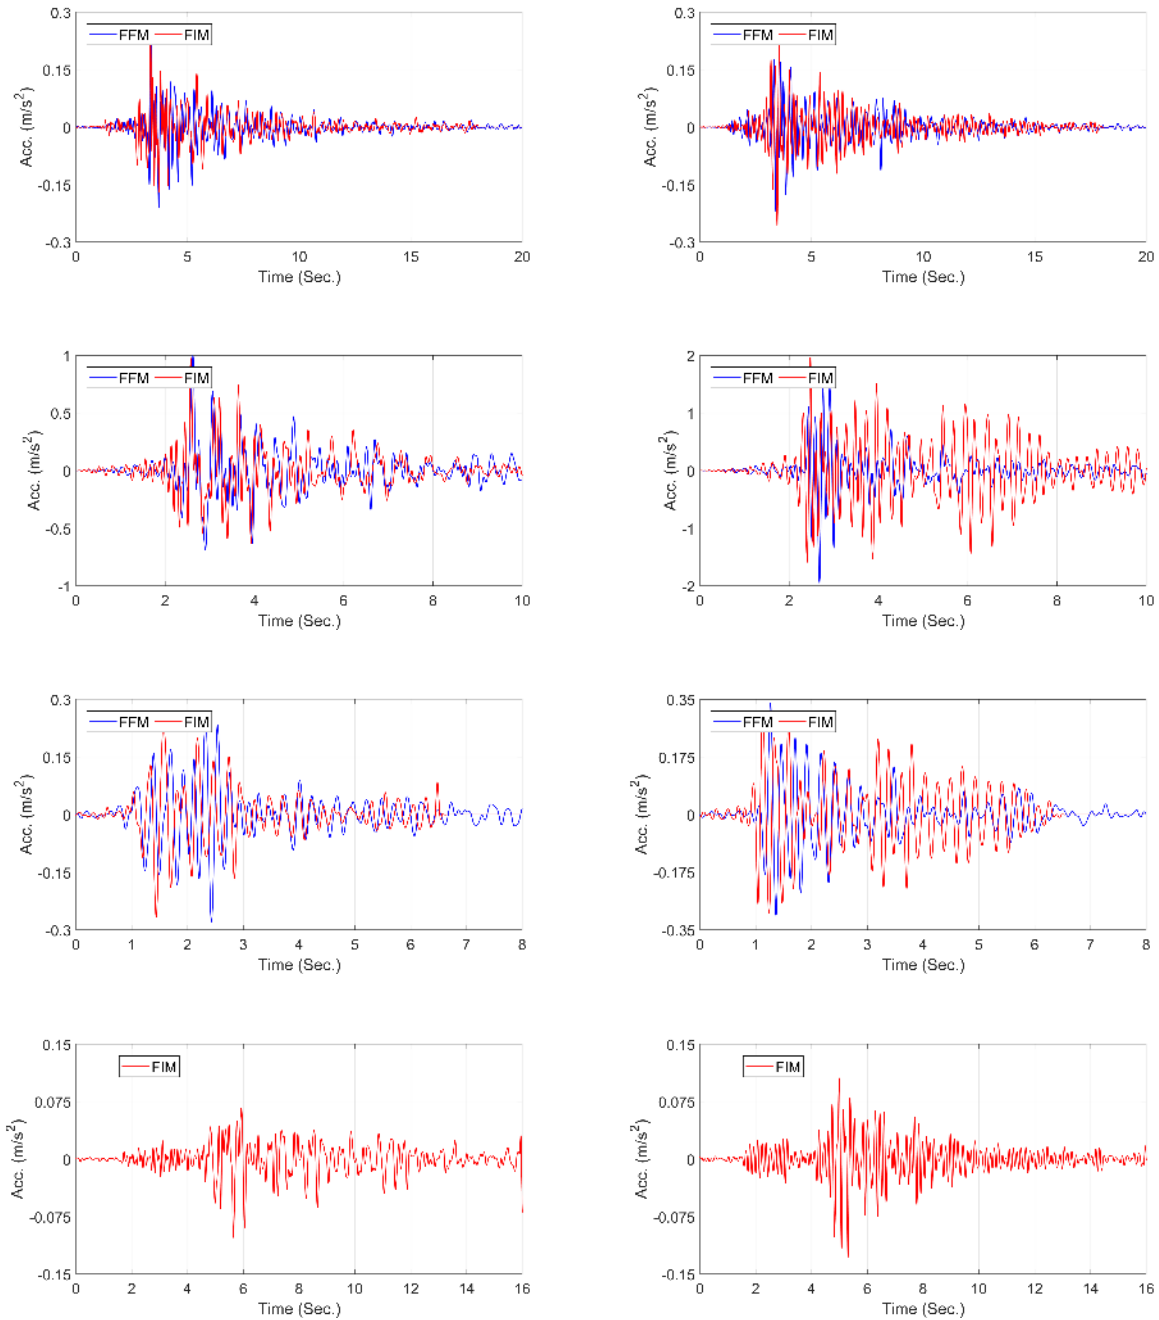 0.3
FFM FIM
0.15
0
-0.15
-0.3
Acc. (m/s²)
0 5 10 15 20
Time (Sec.)
0.3
FFM FIM
0.15
0
-0.15
-0.3
Acc. (m/s²)
0 5 10 15 20
Time (Sec.)
1
FFM FIM
0.5
0
-0.5
-1
Acc. (m/s²)
0 2 4 6 8 10
Time (Sec.)
2
FFM FIM
1
0
-1
-2
Acc. (m/s²)
0 2 4 6 8 10
Time (Sec.)
0.3
FFM FIM
0.15
0
-0.15
-0.3
Acc. (m/s²)
0 1 2 3 4 5 6 7 8
Time (Sec.)
0.35
FFM FIM
0.175
0
-0.175
-0.35
Acc. (m/s²)
0 1 2 3 4 5 6 7 8
Time (Sec.)
0.15
FIM
0.075
0
-0.075
-0.15
Acc. (m/s²)
0 2 4 6 8 10 12 14 16
Time (Sec.)
0.15
FIM
0.075
0
-0.075
-0.15
Acc. (m/s²)
0 2 4 6 8 10 12 14 16
Time (Sec.)